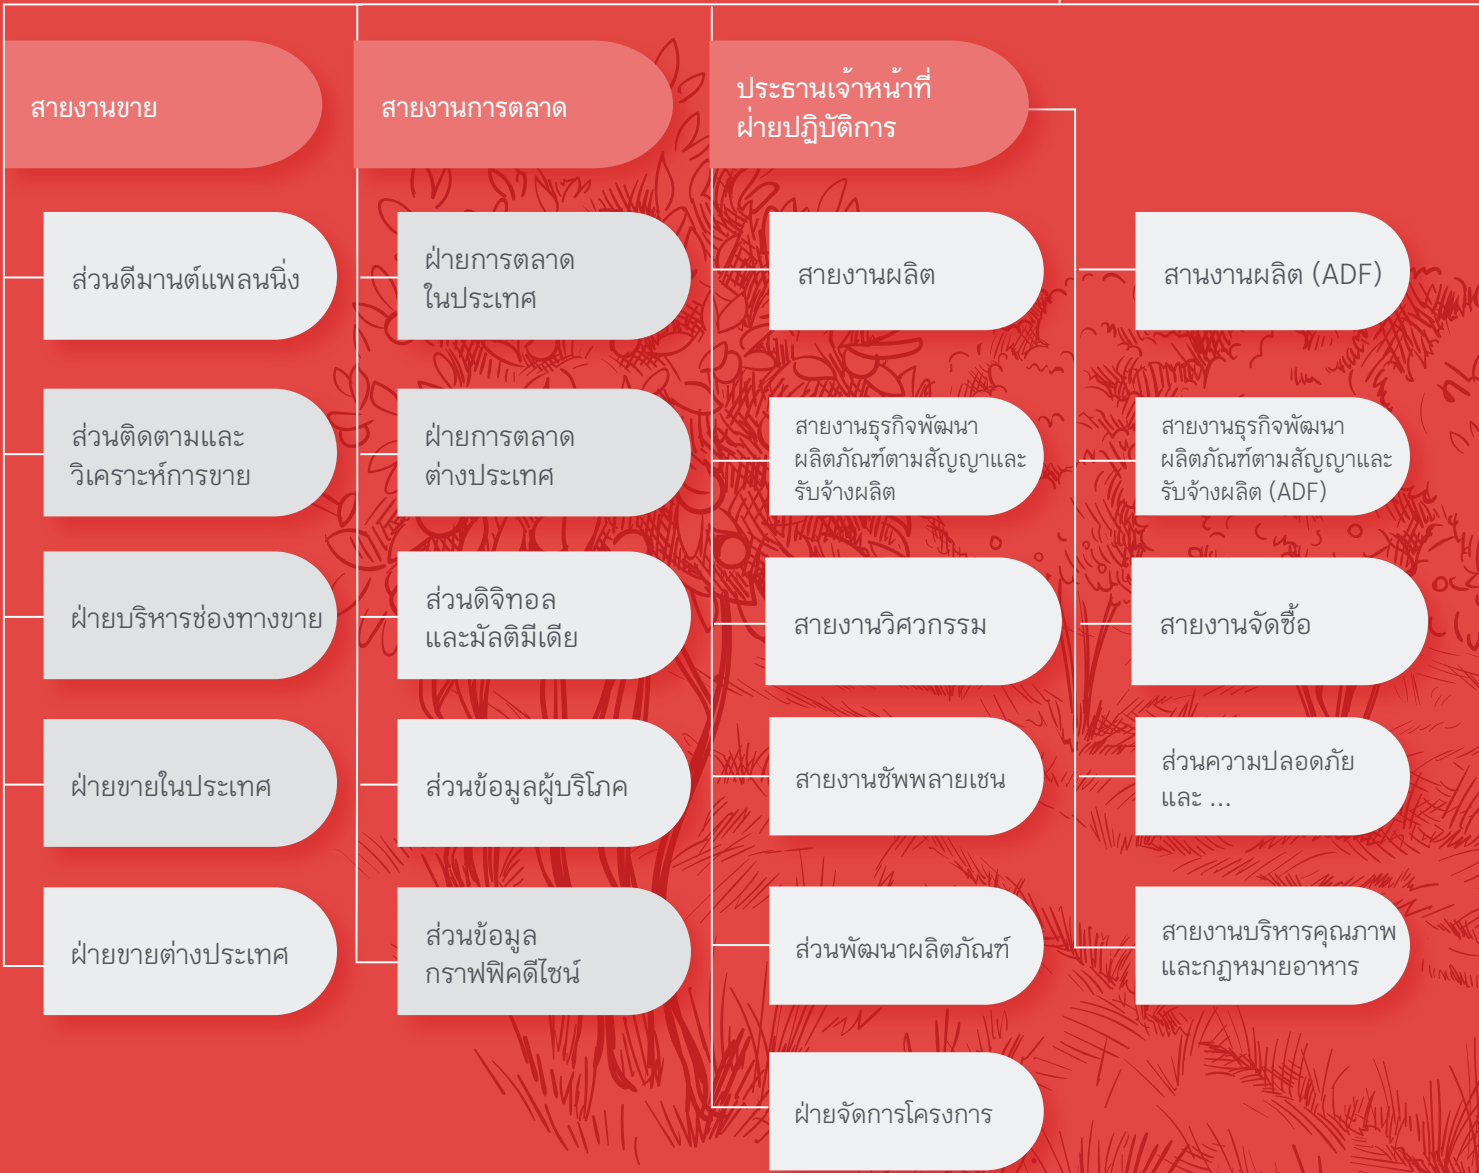 สายงานขาย
ส่วนดีมานต์แพลนนิ่ง
ส่วนติดตามและ
วิเคราะห์การขาย
ฝ่ายบริหารช่องทางขาย
ฝ่ายขายในประเทศ
ฝ่ายขายต่างประเทศ
สายงานการตลาด
ฝ่ายการตลาด
ในประเทศ
ฝ่ายการตลาด
ต่างประเทศ
ส่วนดิจิทอล
และมัลติมีเดีย
ส่วนข้อมูลผู้บริโภค
ส่วนข้อมูล
กราฟฟิคดีไซน์
ประธานเจ้าหน้าที่
ฝ่ายปฏิบัติการ
สายงานผลิต
สายงานธุรกิจพัฒนา
ผลิตภัณฑ์ตามสัญญาและ
รับจ้างผลิต
สายงานวิศวกรรม
สายงานซัพพลายเชน
ส่วนพัฒนาผลิตภัณฑ์
ฝ่ายจัดการโครงการ
สานงานผลิต (ADF)
สายงานธุรกิจพัฒนา
ผลิตภัณฑ์ตามสัญญาและ
รับจ้างผลิต (ADF)
สายงานจัดซื้อ
ส่วนความปลอดภัย
และ ...
สายงานบริหารคุณภาพ
และกฎหมายอาหาร